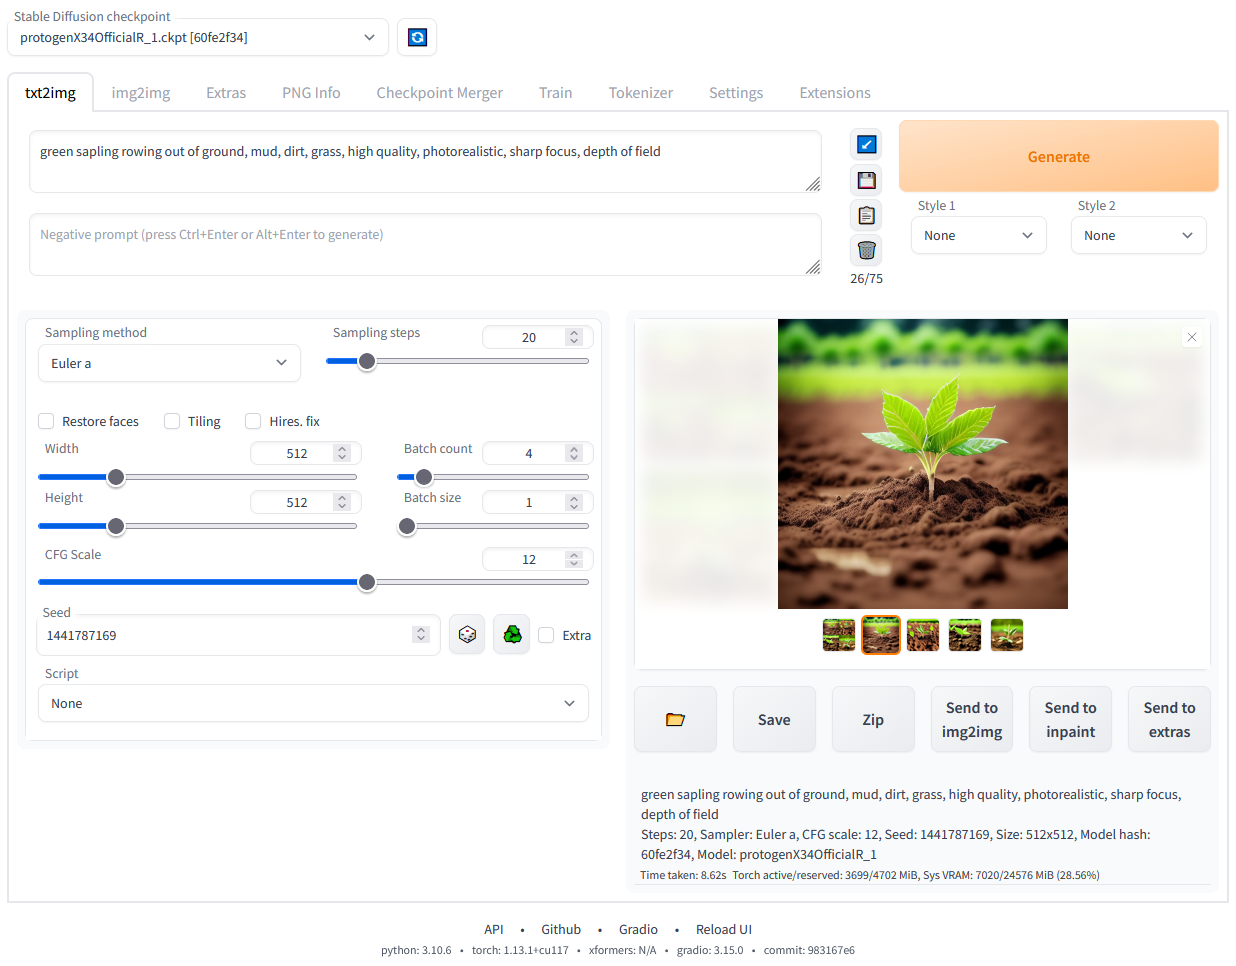 Stable Diffusion checkpoint
protogenX34OfficialR_1.ckpt [60fe2f34]
txt2img img2img Extras PNG Info Checkpoint Merger Train Tokenizer Settings Extensions
green sapling rowing out of ground, mud, dirt, grass, high quality, photorealistic, sharp focus, depth of field
Generate
Negative prompt (press Ctrl+Enter or Alt+Enter to generate)
Style 1 Style 2
None None
26/75
Sampling method Sampling steps 20
Euler a
Restore faces Tiling Hires. fix
Width 512 Batch count 4
Height 512 Batch size 1
CFG Scale 12
Seed
1441787169 Extra
Script
None
Save Zip Send to img2img Send to inpaint Send to extras
green sapling rowing out of ground, mud, dirt, grass, high quality, photorealistic, sharp focus,
depth of field
Steps: 20, Sampler: Euler a, CFG scale: 12, Seed: 1441787169, Size: 512x512, Model hash:
60fe2f34, Model: protogenX34OfficialR_1
Time taken: 8.62s Torch active/reserved: 3699/4702 MiB, Sys VRAM: 7020/24576 MiB (28.56%)
API • Github • Gradio • Reload UI
python: 3.10.6 • torch: 1.13.1+cu117 • xformers: N/A • gradio: 3.15.0 • commit: 983167e6